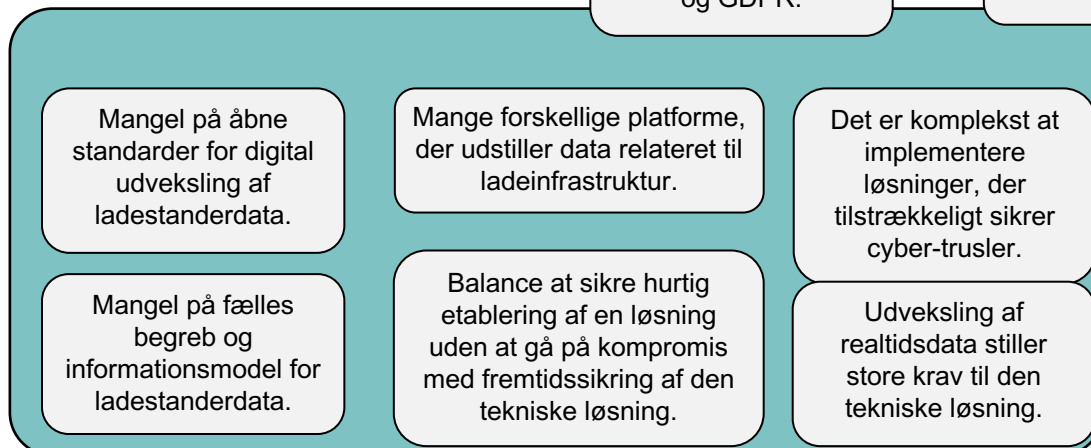 og GDPR.
Mangel på åbne
standarder for digital
udveksling af
ladestanderdata.
Mange forskellige platforme,
der udstiller data relateret til
ladeinfrastruktur.
Det er komplekst at
implementere
løsninger, der
tilstrækkeligt sikrer
cyber-trusler.
Mangel på fælles
begreb og
informationsmodel for
ladestanderdata.
Balance at sikre hurtig
etablering af en løsning
uden at gå på kompromis
med fremtidssikring af den
tekniske løsning.
Udveksling af
realtidsdata stiller
store krav til den
tekniske løsning.